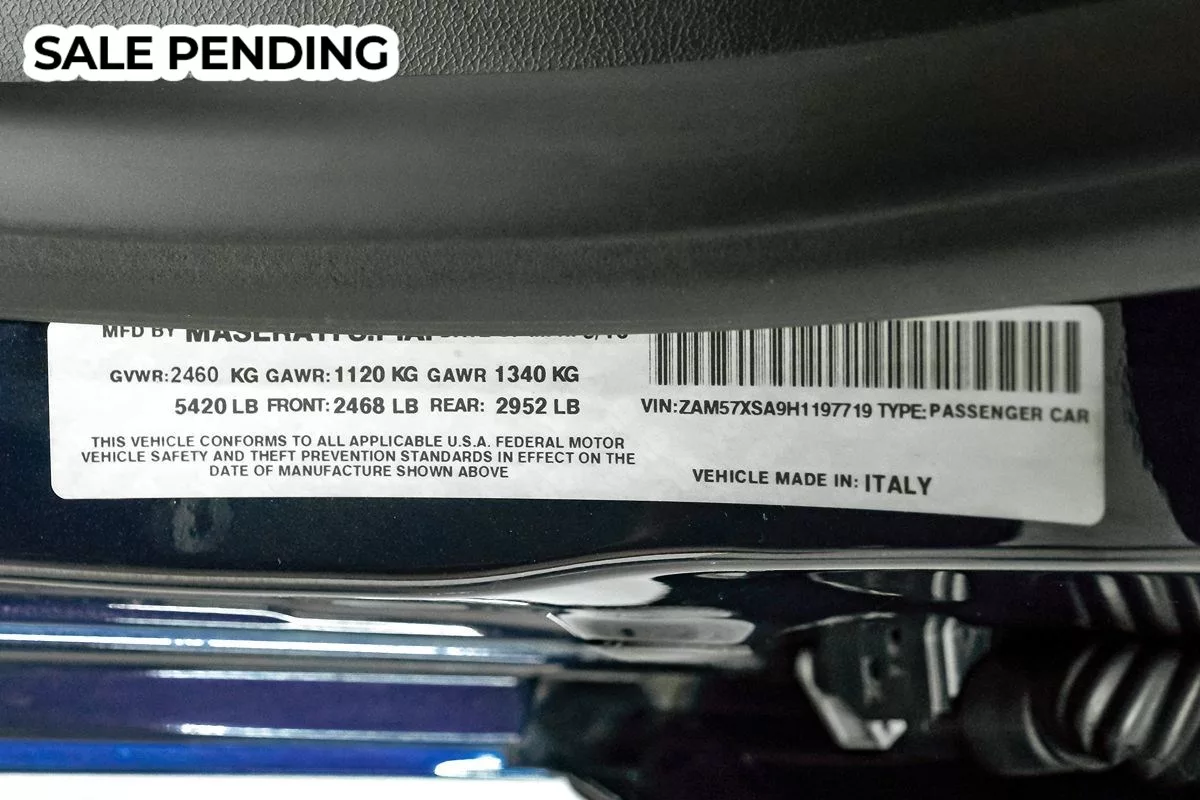 SALE PENDING
MFD BY MASERATI S.P.A.
GVWR:2460 KG GAWR:1120 KG GAWR 1340 KG
5420 LB FRONT:2468 LB REAR: 2952 LB
VIN:ZAM57XSA9H1197719 TYPE:PASSENGER CAR
THIS VEHICLE CONFORMS TO ALL APPLICABLE U.S.A. FEDERAL MOTOR
VEHICLE SAFETY AND THEFT PREVENTION STANDARDS IN EFFECT ON THE
DATE OF MANUFACTURE SHOWN ABOVE
VEHICLE MADE IN: ITALY